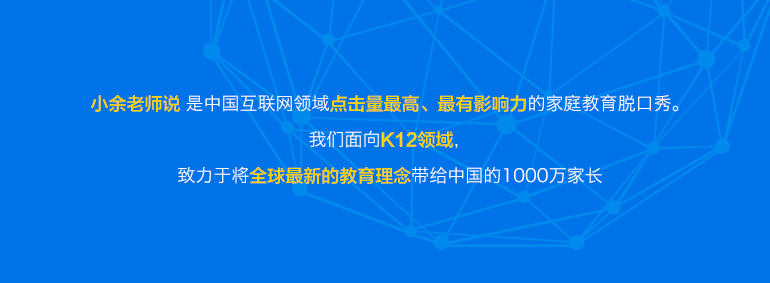 小余老师说 是中国互联网领域点击量最高、最有影响力的家庭教育脱口秀。
我们面向K12领域,
致力于将全球最新的教育理念带给中国的1000万家长